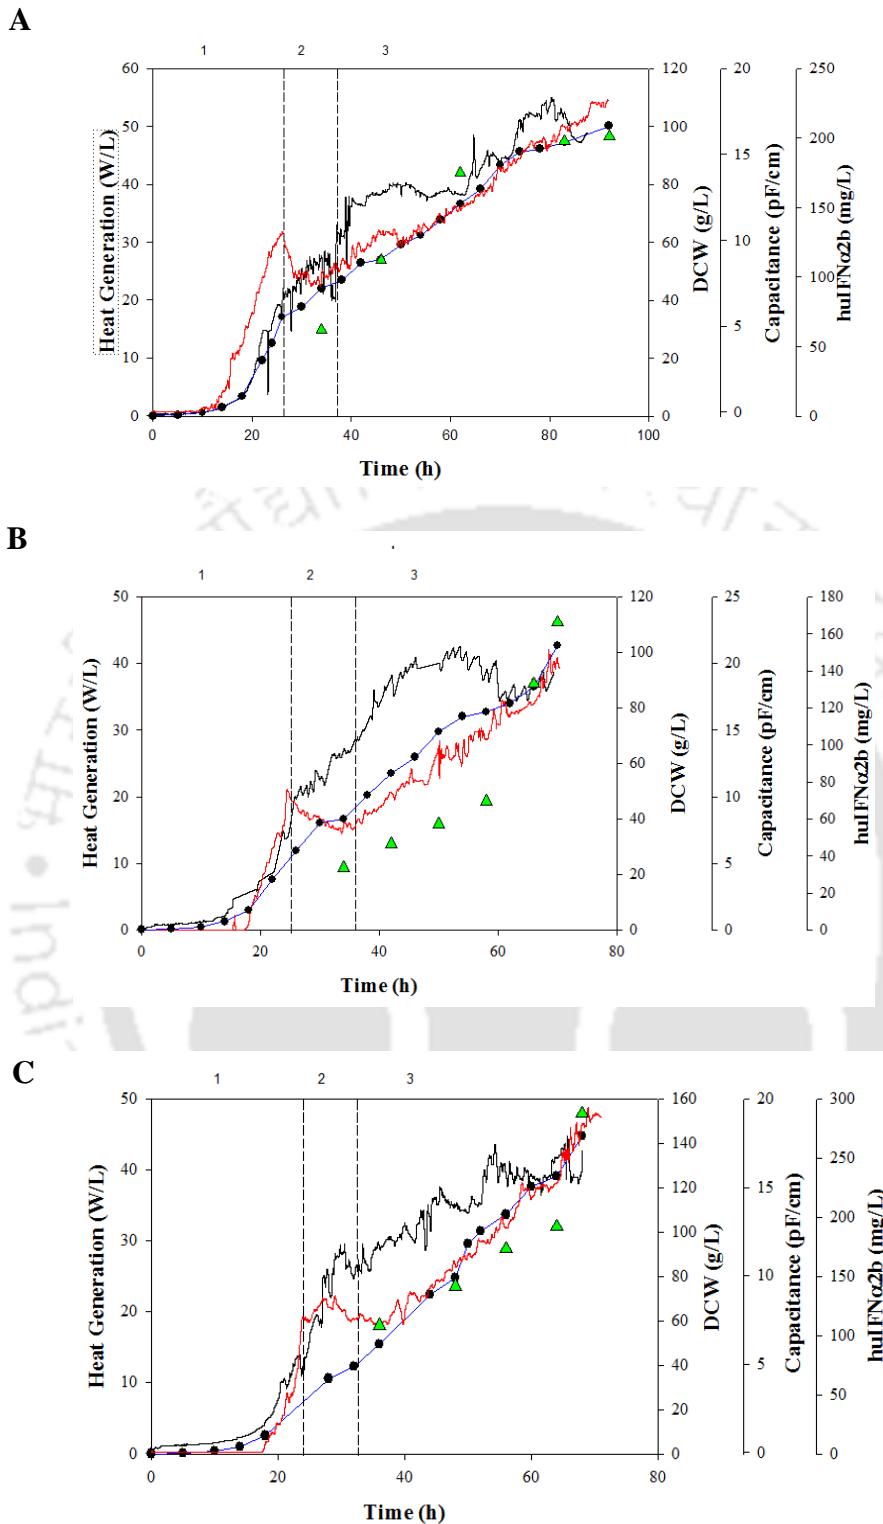 A
1 2 3
60 120 20 250
50 100 200
40 80 15
30 60 10 150
20 40 5 100
10 20 50
0 0 0 0
0 20 40 60 80 100
Heat Generation (W/L)
DCW (g/L)
Capacitance (pF/cm)
huIFNα2b (mg/L)
Time (h)
B
1 2 3
50 120 25 180
160
40 100 20 140
30 80 15 120
60 100
20 10 80
40 60
10 5 40
20 20
0 0 0 0
0 20 40 60 80
Heat Generation (W/L)
DCW (g/L)
Capacitance (pF/cm)
huIFNα2b (mg/L)
Time (h)
Indi
C
1 2 3
50 160 20 300
140
40 120 15 250
30 100 200
80 10 150
20 60
40 5 100
10 20 50
0 0 0 0
0 20 40 60 80
Heat Generation (W/L)
DCW (g/L)
Capacitance (pF/cm)
huIFNα2b (mg/L)
Time (h)